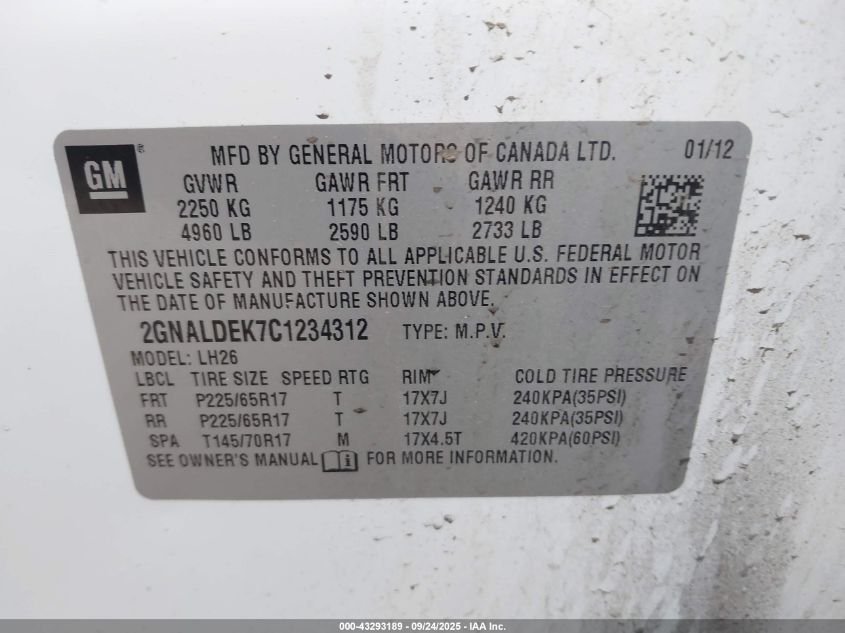 GM ® MFD BY GENERAL MOTORS OF CANADA LTD. 01/12
GVWR GAWR FRT GAWR RR
2250 KG 1175 KG 1240 KG
4960 LB 2590 LB 2733 LB
THIS VEHICLE CONFORMS TO ALL APPLICABLE U.S. FEDERAL MOTOR
VEHICLE SAFETY AND THEFT PREVENTION STANDARDS IN EFFECT ON
THE DATE OF MANUFACTURE SHOWN ABOVE.
2GNALDEK7C1234312 TYPE: M.P.V.
MODEL: LH26
LBCL TIRE SIZE SPEED RTG RIM COLD TIRE PRESSURE
FRT P225/65R17 T 17X7J 240KPA(35PSI)
RR P225/65R17 T 17X7J 240KPA(35PSI)
SPA T145/70R17 M 17X4.5T 420KPA(60PSI)
SEE OWNER'S MANUAL FOR MORE INFORMATION.
000-43293189 - 09/24/2025 - IAA Inc.